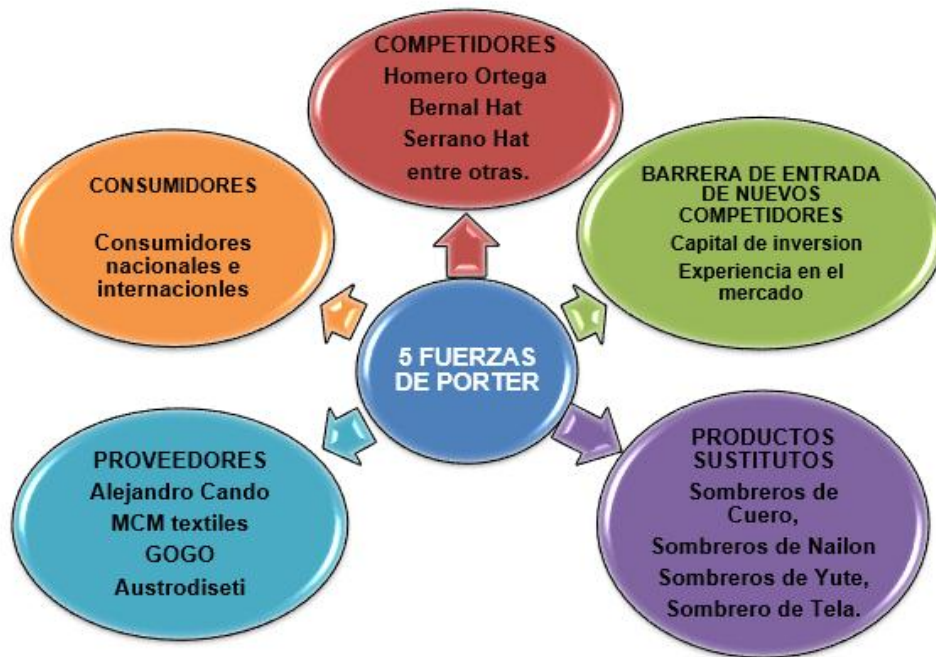 COMPETIDORES
Homero Ortega
Bernal Hat
Serrano Hat
entre otras.
CONSUMIDORES
Consumidores
nacionales e
internacionles
BARRERA DE ENTRADA
DE NUEVOS
COMPETIDORES
Capital de inversion
Experiencia en el
mercado
5 FUERZAS
DE PORTER
PROVEEDORES
Alejandro Cando
MCM textiles
GOGO
Austrodiseti
PRODUCTOS
SUSTITUTOS
Sombreros de
Cuero,
Sombreros de Nailon
Sombreros de Yute,
Sombrero de Tela.